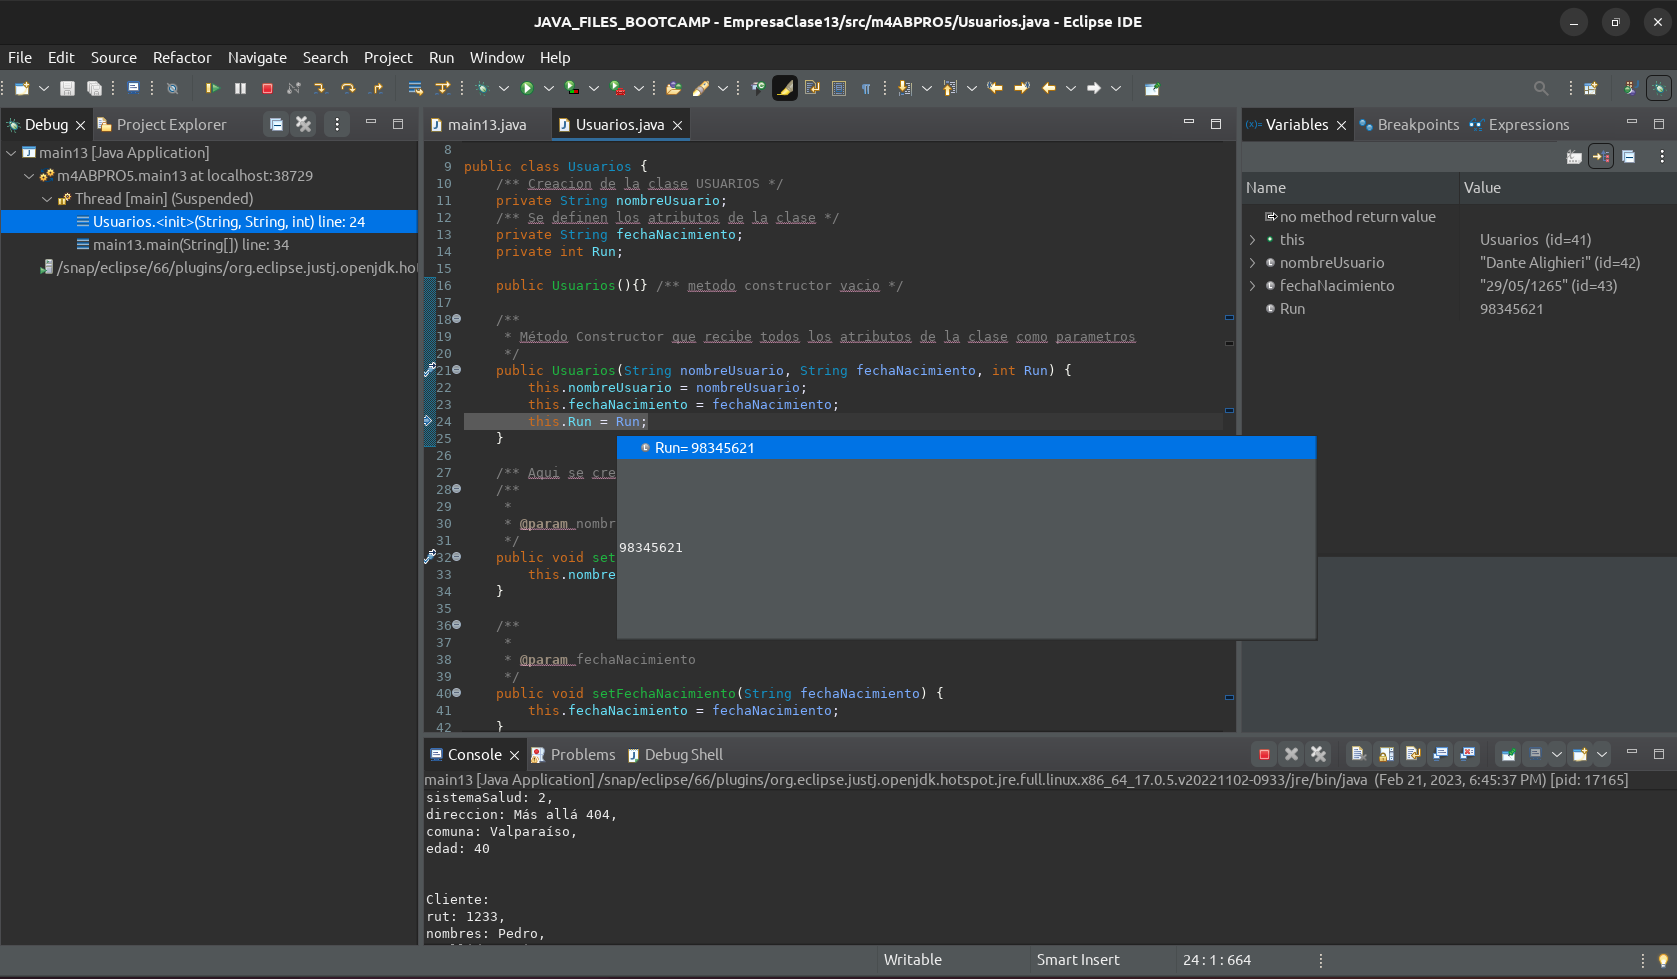 JAVA_FILES_BOOTCAMP - EmpresaClase13/src/m4ABPRO5/Usuarios.java - Eclipse IDE
File Edit Source Refactor Navigate Search Project Run Window Help
Debug Project Explorer
main13 [Java Application]
m4ABPRO5.main13 at localhost:38729
Thread [main] (Suspended)
Usuarios.<init>(String, String, int) line: 24
main13.main(String[]) line: 34
/snap/eclipse/66/plugins/org.eclipse.justj.openjdk.hot
main13.java Usuarios.java
8
9 public class Usuarios {
10 /** Creacion de la clase USUARIOS */
11 private String nombreUsuario;
12 /** Se definen los atributos de la clase */
13 private String fechaNacimiento;
14 private int Run;
15
16 public Usuarios(){} /** metodo constructor vacio */
17
18 /**
19 * Método Constructor que recibe todos los atributos de la clase como parametros
20 */
21 public Usuarios(String nombreUsuario, String fechaNacimiento, int Run) {
22 this.nombreUsuario = nombreUsuario;
23 this.fechaNacimiento = fechaNacimiento;
24 this.Run = Run;
25 }
26
27 /** Aqui se cre
28 /**
29 *
30 * @param nombr
31 */
32 public void set
33 this.nombre
34 }
35
36 /**
37 *
38 * @param fechaNacimiento
39 */
40 public void setFechaNacimiento(String fechaNacimiento) {
41 this.fechaNacimiento = fechaNacimiento;
42 }
Run= 98345621
98345621
Variables Breakpoints Expressions
Name Value
no method return value
this Usuarios (id=41)
nombreUsuario "Dante Alighieri" (id=42)
fechaNacimiento "29/05/1265" (id=43)
Run 98345621
Console Problems Debug Shell
main13 [Java Application] /snap/eclipse/66/plugins/org.eclipse.justj.openjdk.hotspot.jre.full.linux.x86_64_17.0.5.v20221102-0933/jre/bin/java (Feb 21, 2023, 6:45:37 PM) [pid: 17165]
sistemaSalud: 2,
direccion: Más allá 404,
comuna: Valparaíso,
edad: 40
Cliente:
rut: 1233,
nombres: Pedro,
Writable Smart Insert 24 : 1 : 664